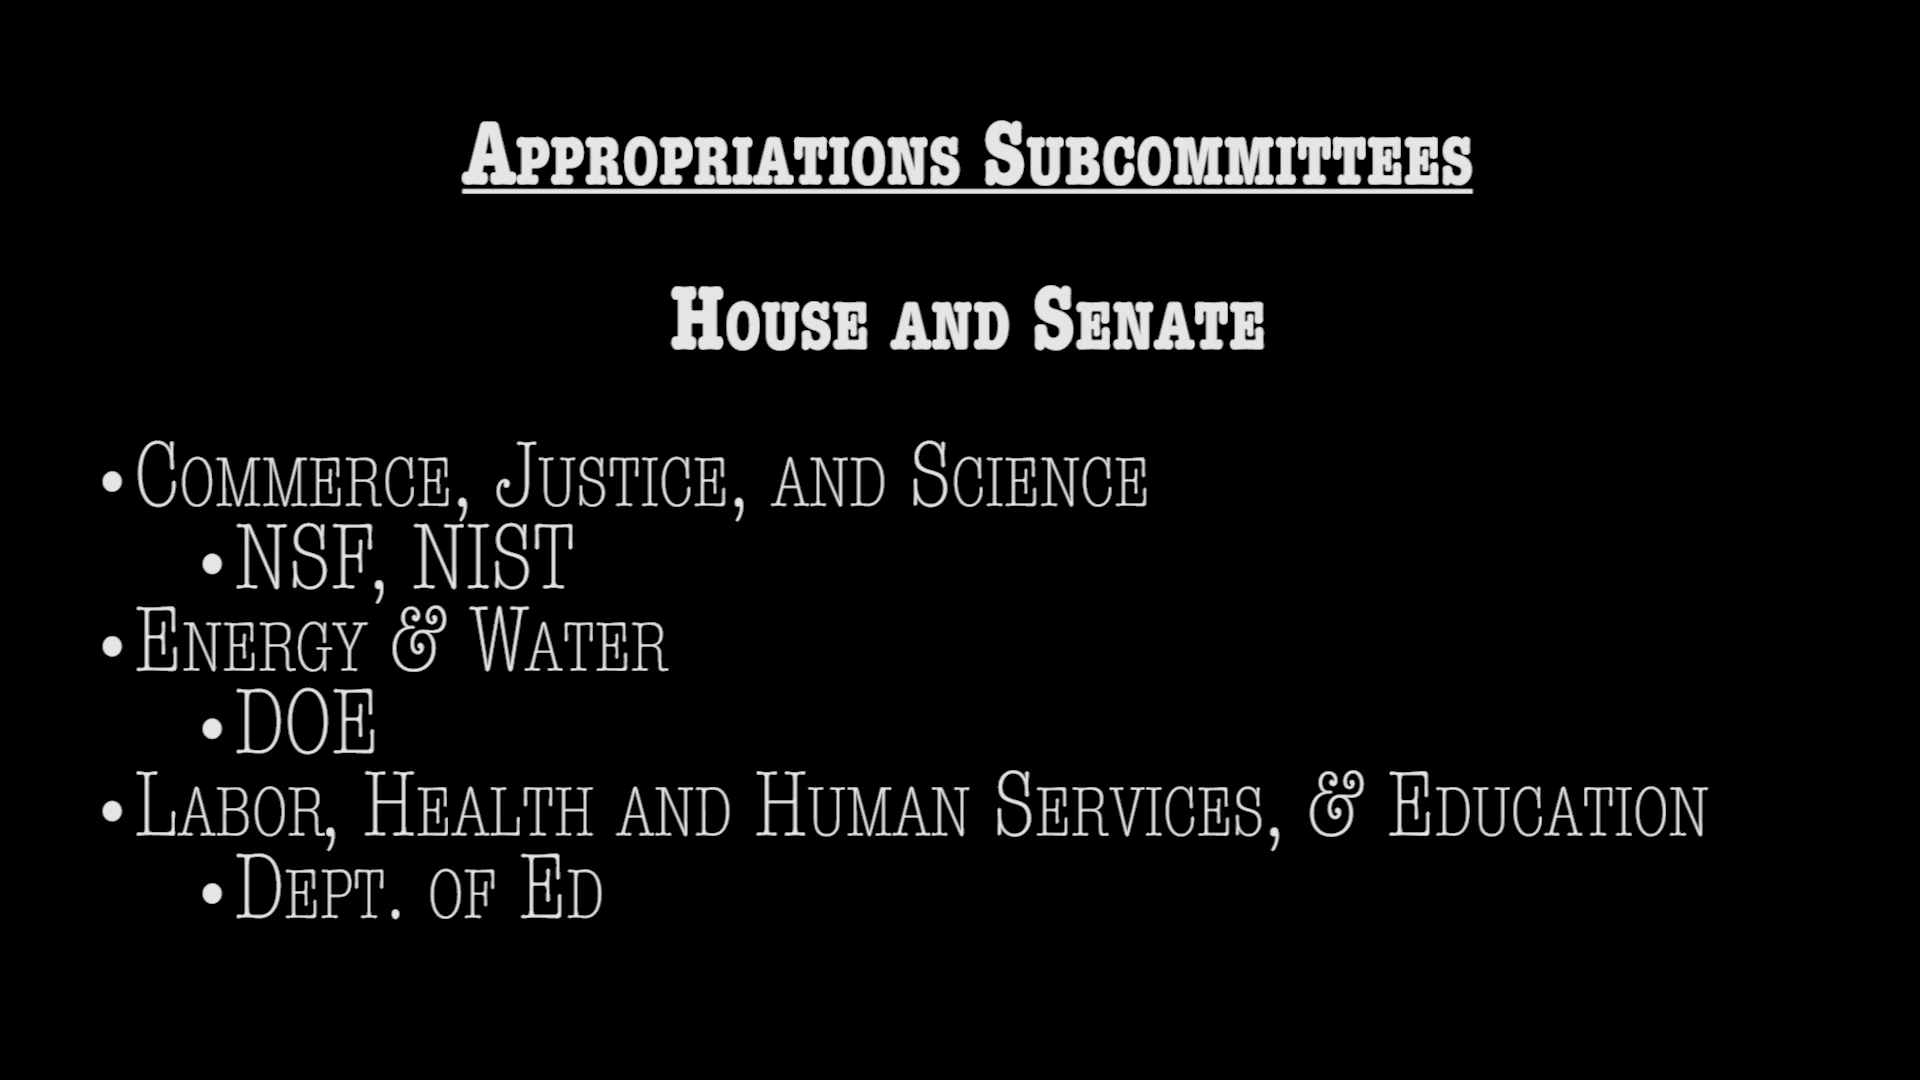 Appropriations Subcommittees
House and Senate
• Commerce, Justice, and Science
• NSF, NIST
• Energy & Water
• DOE
• Labor, Health and Human Services, & Education
• Dept. of Ed